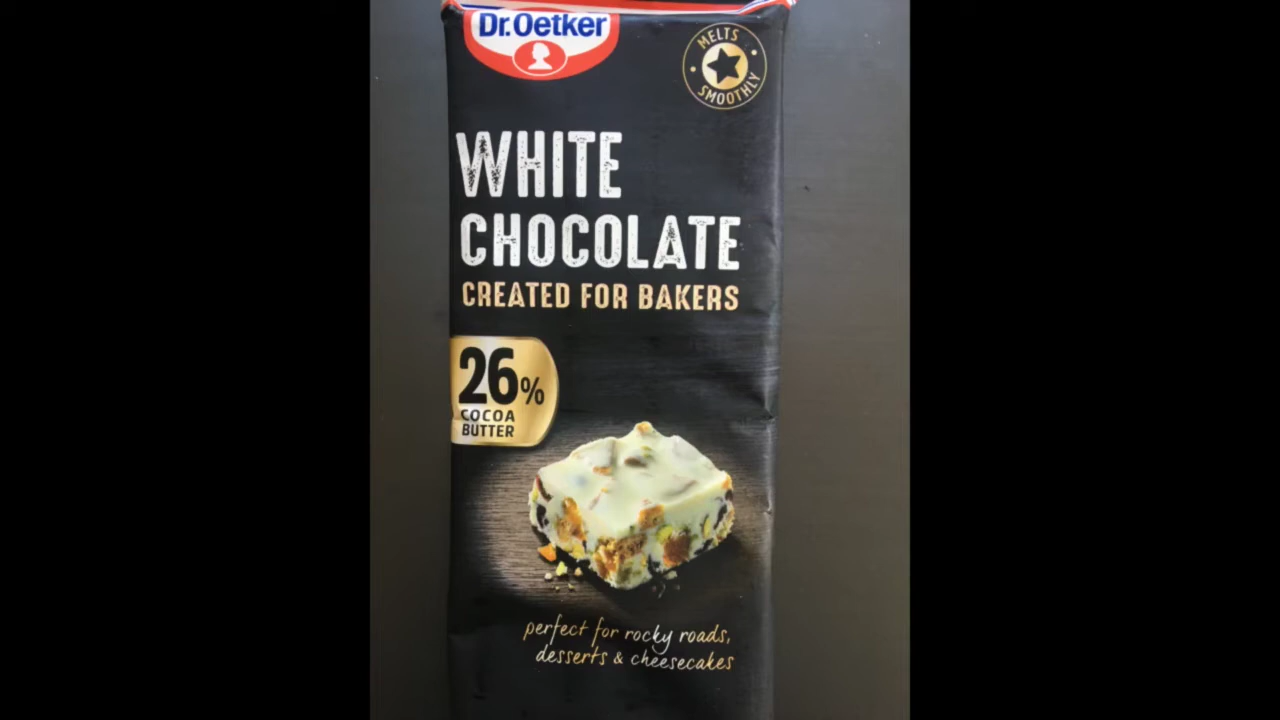 Dr.Oetker
MELTS
SMOOTHLY
WHITE
CHOCOLATE
CREATED FOR BAKERS
26%
COCOA
BUTTER
perfect for rocky roads,
desserts & cheesecakes